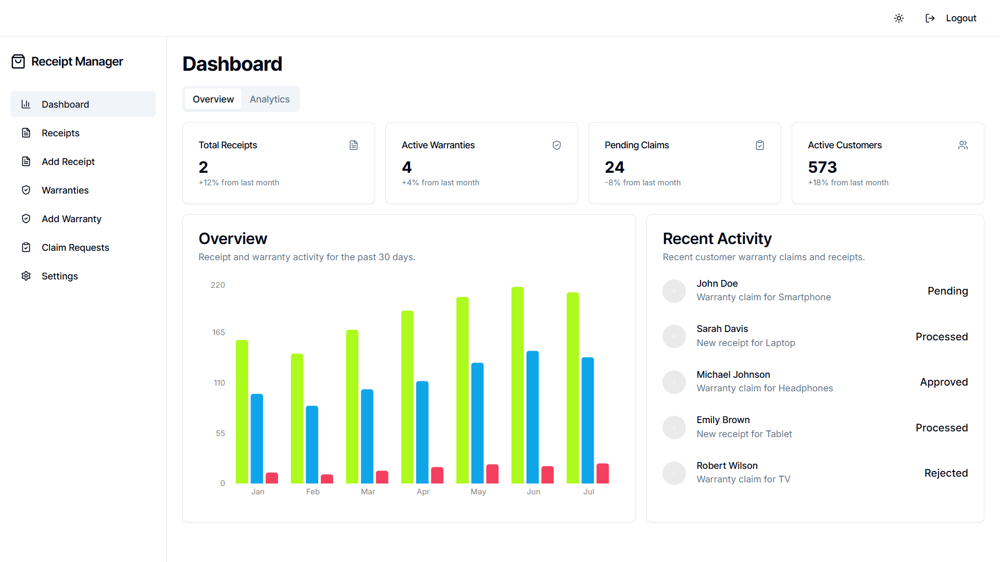 Logout
Receipt Manager
Dashboard
Receipts
Add Receipt
Warranties
Add Warranty
Claim Requests
Settings
Dashboard
Overview
Analytics
Total Receipts
2
+12% from last month
Active Warranties
4
+4% from last month
Pending Claims
24
-8% from last month
Active Customers
573
+18% from last month
Overview
Receipt and warranty activity for the past 30 days.
220
165
110
55
0
Jan Feb Mar Apr May Jun Jul
Recent Activity
Recent customer warranty claims and receipts.
John Doe
Warranty claim for Smartphone
Pending
Sarah Davis
New receipt for Laptop
Processed
Michael Johnson
Warranty claim for Headphones
Approved
Emily Brown
New receipt for Tablet
Processed
Robert Wilson
Warranty claim for TV
Rejected